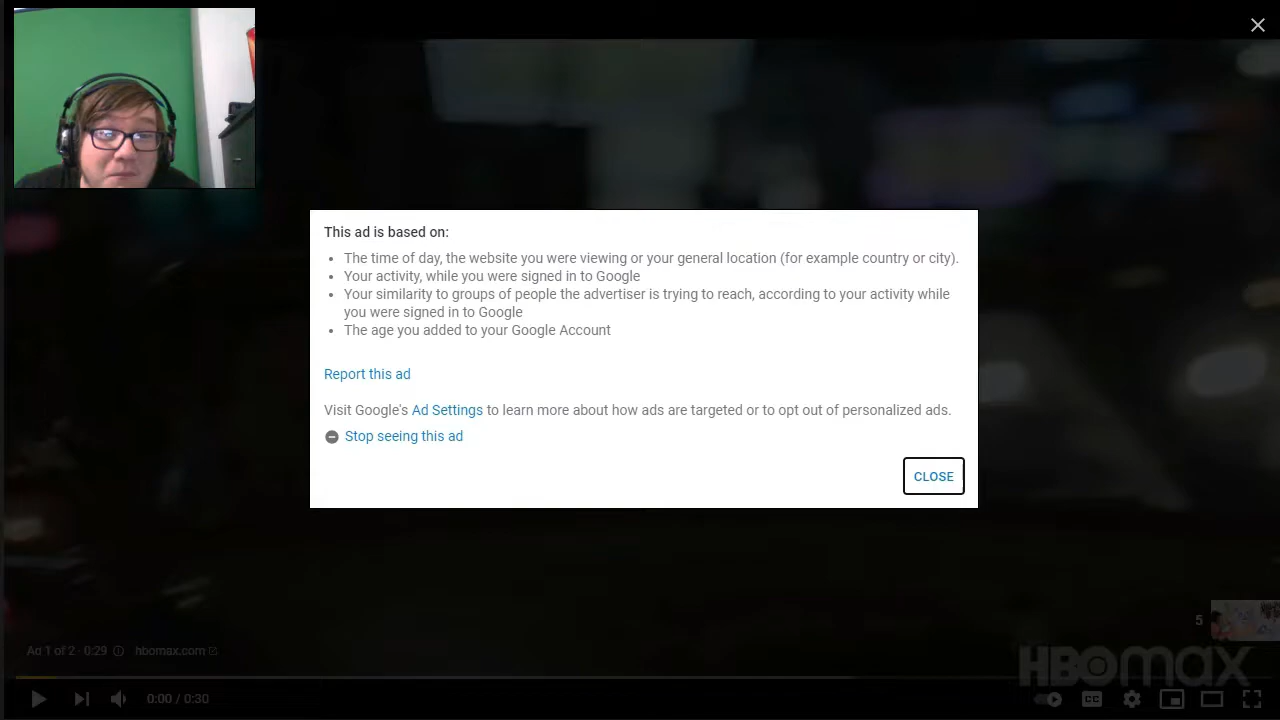 This ad is based on:
• The time of day, the website you were viewing or your general location (for example country or city).
• Your activity, while you were signed in to Google
• Your similarity to groups of people the advertiser is trying to reach, according to your activity while
you were signed in to Google
• The age you added to your Google Account
Report this ad
Visit Google's Ad Settings to learn more about how ads are targeted or to opt out of personalized ads.
Stop seeing this ad
CLOSE
5
Ad 1 of 2 · 0:29 hbomax.com
HBOmax
0:00 / 0:30
CC